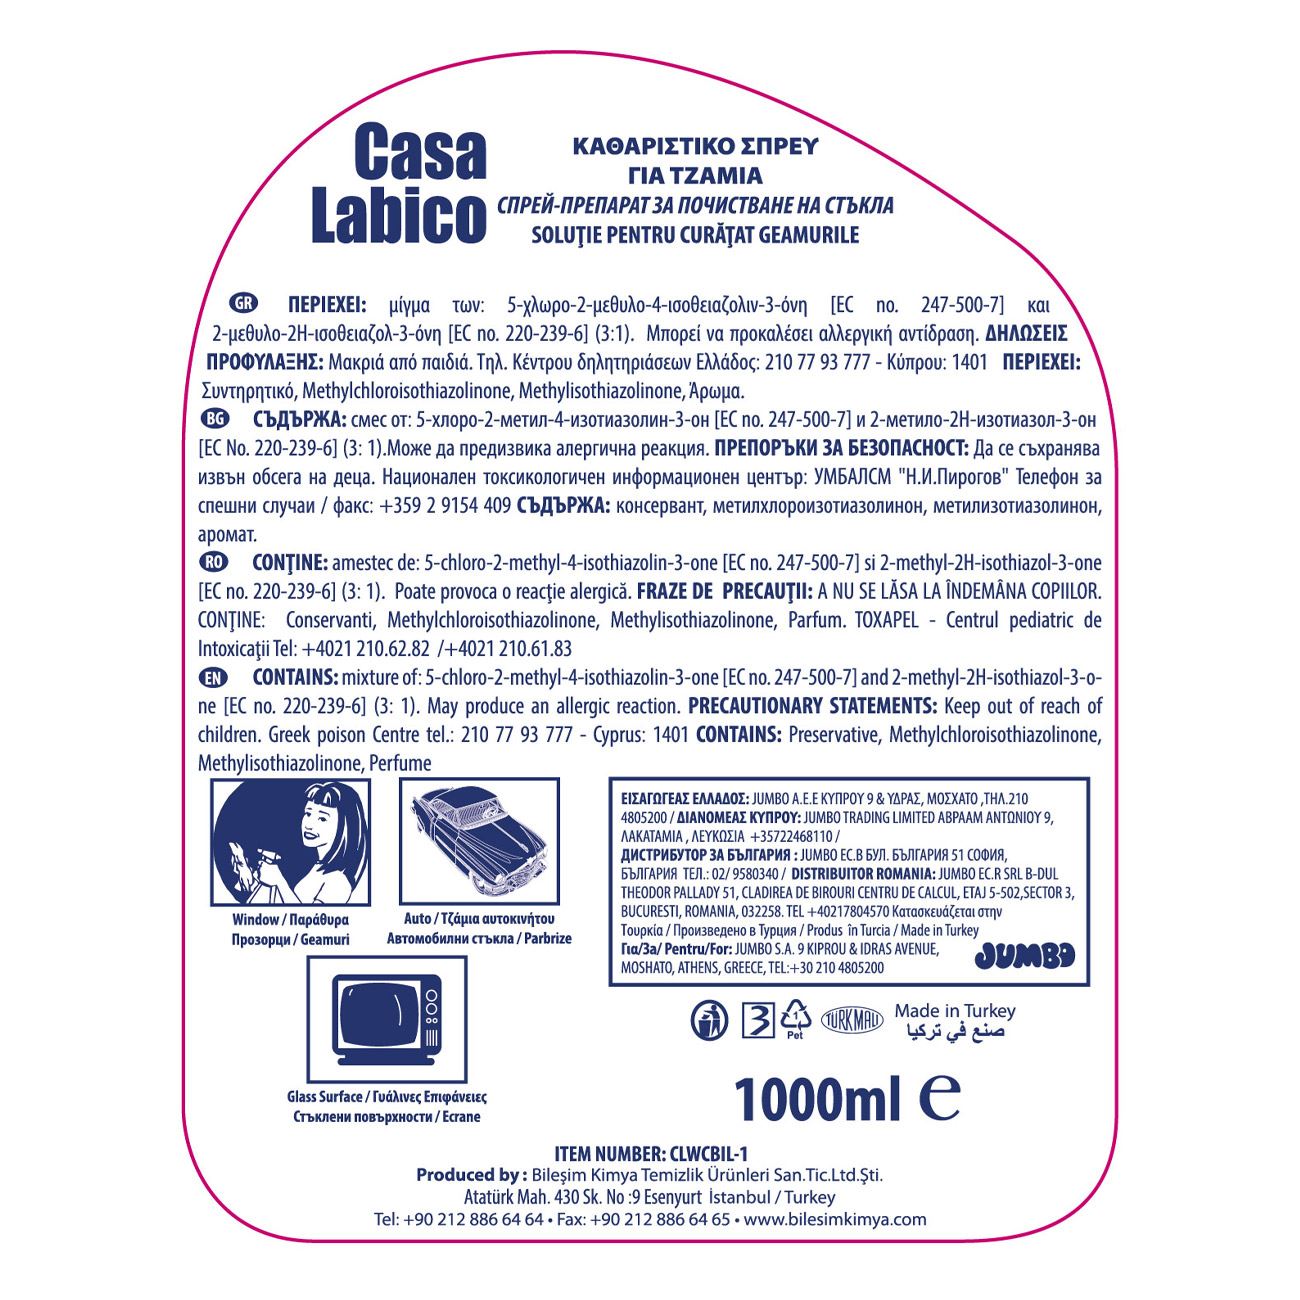 Casa
Labico
ΚΑΘΑΡΙΣΤΙΚΟ ΣΠΡΕΥ
ΓΙΑ ΤΖΑΜΙΑ
СПРЕЙ-ПРЕПАРАТ ЗА ПОЧИСТВАНЕ НА СТЪКЛА
SOLUŢIE PENTRU CURĂŢAT GEAMURILE
GR ΠΕΡΙΕΧΕΙ: μίγμα των: 5-χλωρο-2-μεθυλο-4-ισοθειαζολιν-3-όνη [EC no. 247-500-7] και
2-μεθυλο-2Η-ισοθειαζολ-3-όνη [EC no. 220-239-6] (3:1). Μπορεί να προκαλέσει αλλεργική αντίδραση. ΔΗΛΩΣΕΙΣ
ΠΡΟΦΥΛΑΞΗΣ: Μακριά από παιδιά. Τηλ. Κέντρου δηλητηριάσεων Ελλάδος: 210 77 93 777 - Κύπρου: 1401 ΠΕΡΙΕΧΕΙ:
Συντηρητικό, Methylchloroisothiazolinone, Methylisothiazolinone, Άρωμα.
BG СЪДЪРЖА: смес от: 5-хлоро-2-метил-4-изотиазолин-3-он [EC no. 247-500-7] и 2-метило-2Н-изотиазол-3-он
[EC No. 220-239-6] (3: 1).Може да предизвика алергична реакция. ПРЕПОРЪКИ ЗА БЕЗОПАСНОСТ: Да се съхранява
извън обсега на деца. Национален токсикологичен информационен център: УМБАЛСМ "Н.И.Пирогов" Телефон за
спешни случаи / факс: +359 2 9154 409 СЪДЪРЖА: консервант, метилхлороизотиазолинон, метилизотиазолинон,
аромат.
RO CONŢINE: amestec de: 5-chloro-2-methyl-4-isothiazolin-3-one [EC no. 247-500-7] si 2-methyl-2H-isothiazol-3-one
[EC no. 220-239-6] (3: 1). Poate provoca o reacţie alergică. FRAZE DE PRECAUŢII: A NU SE LĂSA LA ÎNDEMÂNA COPIILOR.
CONŢINE: Conservanti, Methylchloroisothiazolinone, Methylisothiazolinone, Parfum. TOXAPEL - Centrul pediatric de
Intoxicaţii Tel: +4021 210.62.82 /+4021 210.61.83
EN CONTAINS: mixture of: 5-chloro-2-methyl-4-isothiazolin-3-one [EC no. 247-500-7] and 2-methyl-2H-isothiazol-3-o-
ne [EC no. 220-239-6] (3: 1). May produce an allergic reaction. PRECAUTIONARY STATEMENTS: Keep out of reach of
children. Greek poison Centre tel.: 210 77 93 777 - Cyprus: 1401 CONTAINS: Preservative, Methylchloroisothiazolinone,
Methylisothiazolinone, Perfume
Window / Παράθυρα
Прозорци / Geamuri
Auto / Τζάμια αυτοκινήτου
Автомобилни стъкла / Parbrize
Glass Surface / Γυάλινες Επιφάνειες
Стъклени повърхности / Ecrane
ΕΙΣΑΓΩΓΕΑΣ ΕΛΛΑΔΟΣ: JUMBO A.E.E ΚΥΠΡΟΥ 9 & ΥΔΡΑΣ, ΜΟΣΧΑΤΟ ,ΤΗΛ.210
4805200 / ΔΙΑΝΟΜΕΑΣ ΚΥΠΡΟΥ: JUMBO TRADING LIMITED ΑΒΡΑΑΜ ΑΝΤΩΝΙΟΥ 9,
ΛΑΚΑΤΑΜΙΑ , ΛΕΥΚΩΣΙΑ +35722468110 /
ДИСТРИБУТОР ЗА БЪЛГАРИЯ : JUMBO EC.B БУЛ. БЪЛГАРИЯ 51 СОФИЯ,
БЪЛГАРИЯ ТЕЛ.: 02/ 9580340 / DISTRIBUITOR ROMANIA: JUMBO EC.R SRL B-DUL
THEODOR PALLADY 51, CLADIREA DE BIROURI CENTRU DE CALCUL, ETAJ 5-502,SECTOR 3,
BUCURESTI, ROMANIA, 032258. TEL +40217804570 Κατασκευάζεται στην
Τουρκία / Произведено в Турция / Produs în Turcia / Made in Turkey
Για/За/ Pentru/For: JUMBO S.A. 9 KIPROU & IDRAS AVENUE,
MOSHATO, ATHENS, GREECE, TEL:+30 210 4805200
JUMBO
3
1
Pet
TURK MALI
Made in Turkey
صنع في تركيا
1000ml ℮
ITEM NUMBER: CLWCBIL-1
Produced by : Bileşim Kimya Temizlik Ürünleri San.Tic.Ltd.Şti.
Atatürk Mah. 430 Sk. No :9 Esenyurt İstanbul / Turkey
Tel: +90 212 886 64 64 • Fax: +90 212 886 64 65 • www.bilesimkimya.com